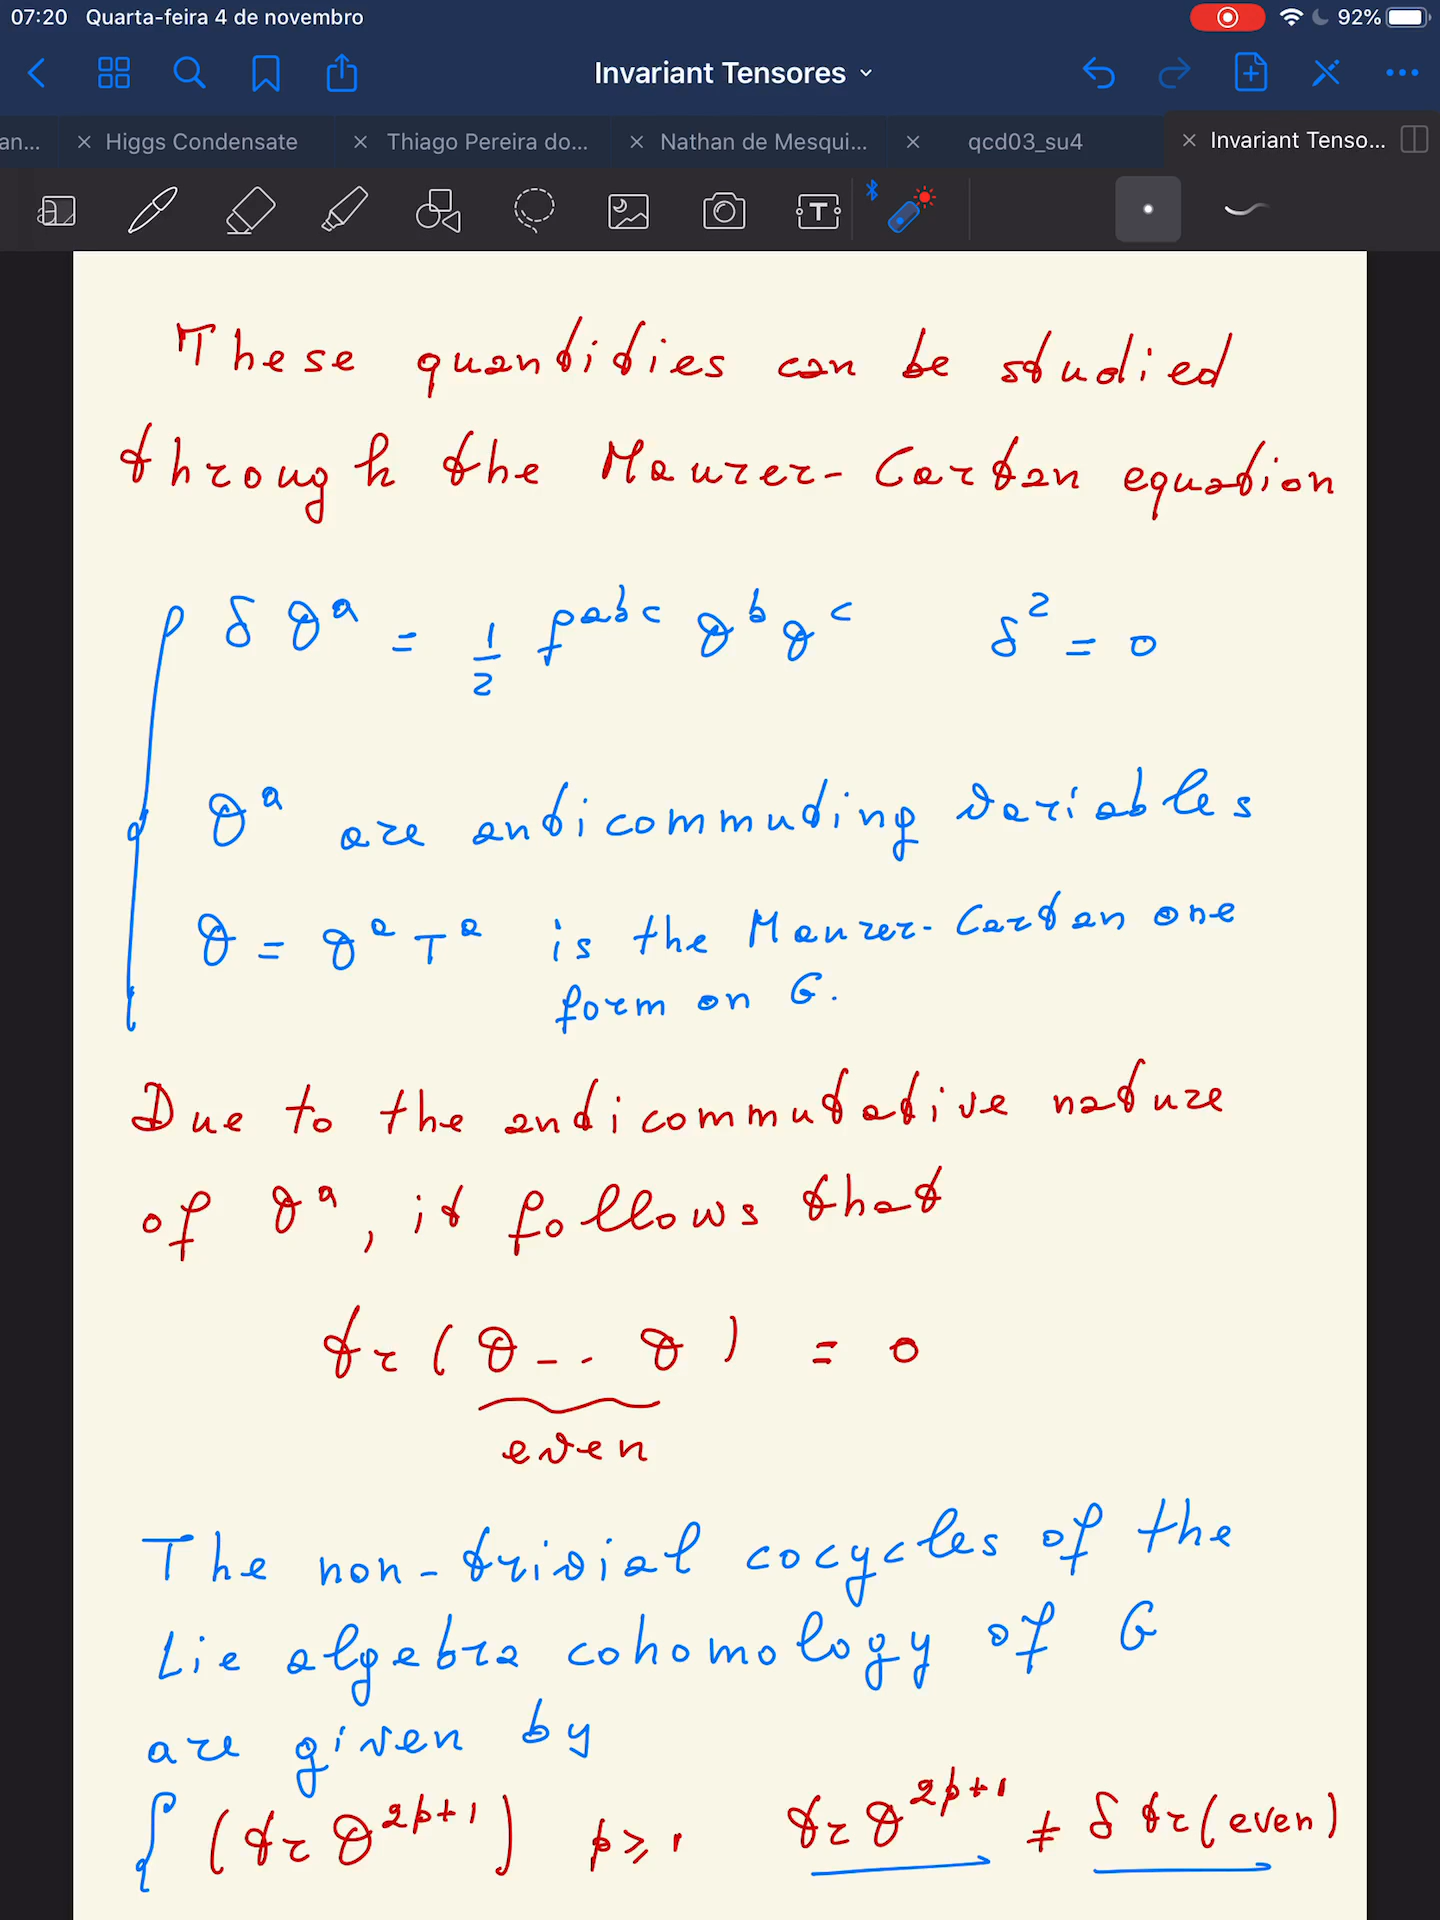 07:20 Quarta-feira 4 de novembro 92%
Invariant Tensores
an... × Higgs Condensate × Thiago Pereira do... × Nathan de Mesqui... × qcd03_su4 × Invariant Tenso...
T
These quantities can be studied
through the Maurer-Cartan equation
δ θ^a = 1/2 f^abc θ^b θ^c δ^2 = 0
θ^a are anticommuting variables
θ = θ^a T^a is the Maurer-Cartan one
form on G.
Due to the anticommutative nature
of θ^a, it follows that
tr ( θ -.. θ ) = 0
even
The non-trivial cocycles of the
Lie algebra cohomology of G
are given by
(tr θ^2p+1) p ≥ 1 tr θ^2p+1 ≠ δ tr(even)